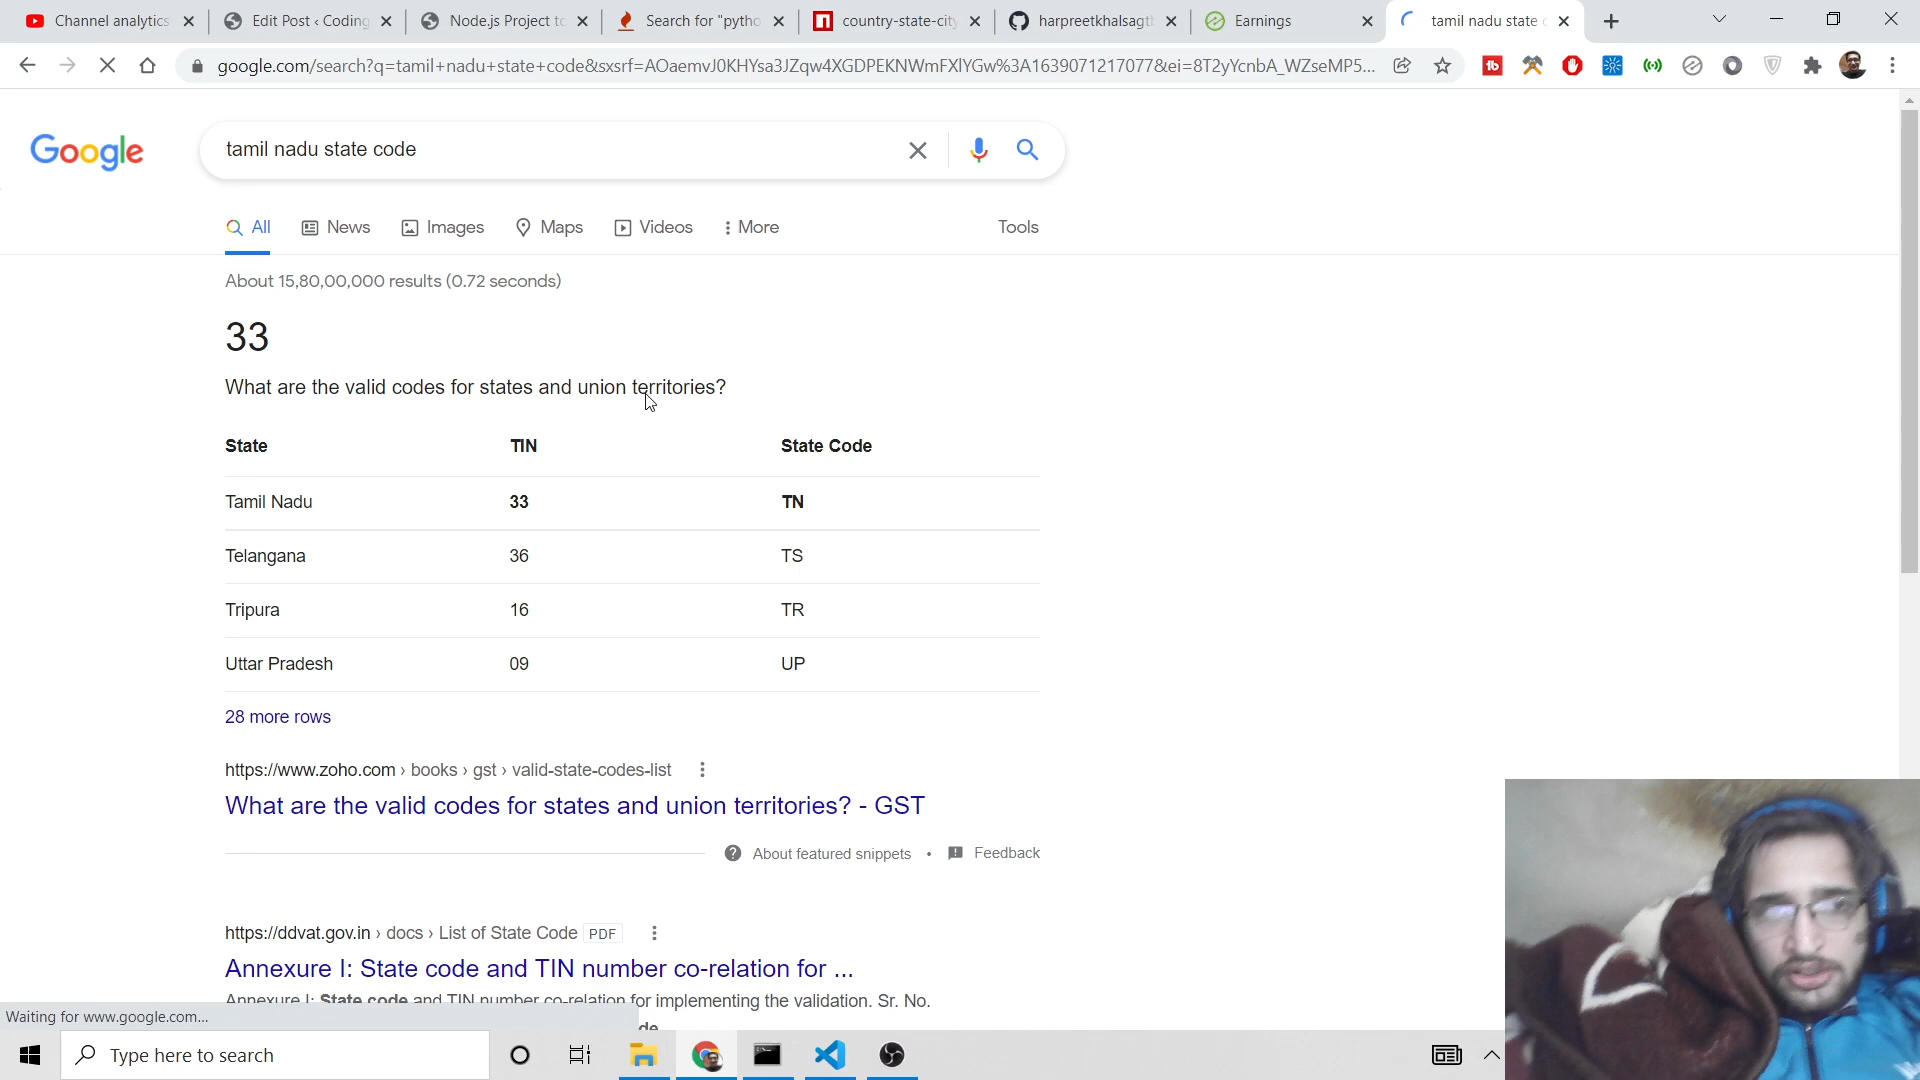 Channel analytics
Edit Post ‹ Coding
Node.js Project to
Search for "pytho
country-state-city
harpreetkhalsagtb
Earnings
tamil nadu state c
google.com/search?q=tamil+nadu+state+code&sxsrf=AOaemvJ0KHYsa3JZqw4XGDPEKNWmFXlYGw%3A1639071217077&ei=8T2yYcnbA_WZseMP5...
Google
tamil nadu state code
All
News
Images
Maps
Videos
More
Tools
About 15,80,00,000 results (0.72 seconds)
33
What are the valid codes for states and union territories?
State TIN State Code
Tamil Nadu 33 TN
Telangana 36 TS
Tripura 16 TR
Uttar Pradesh 09 UP
28 more rows
https://www.zoho.com › books › gst › valid-state-codes-list
What are the valid codes for states and union territories? - GST
About featured snippets • Feedback
https://ddvat.gov.in › docs › List of State Code PDF
Annexure I: State code and TIN number co-relation for ...
Annexure I: State code and TIN number co-relation for implementing the validation. Sr. No.
Waiting for www.google.com...
Type here to search